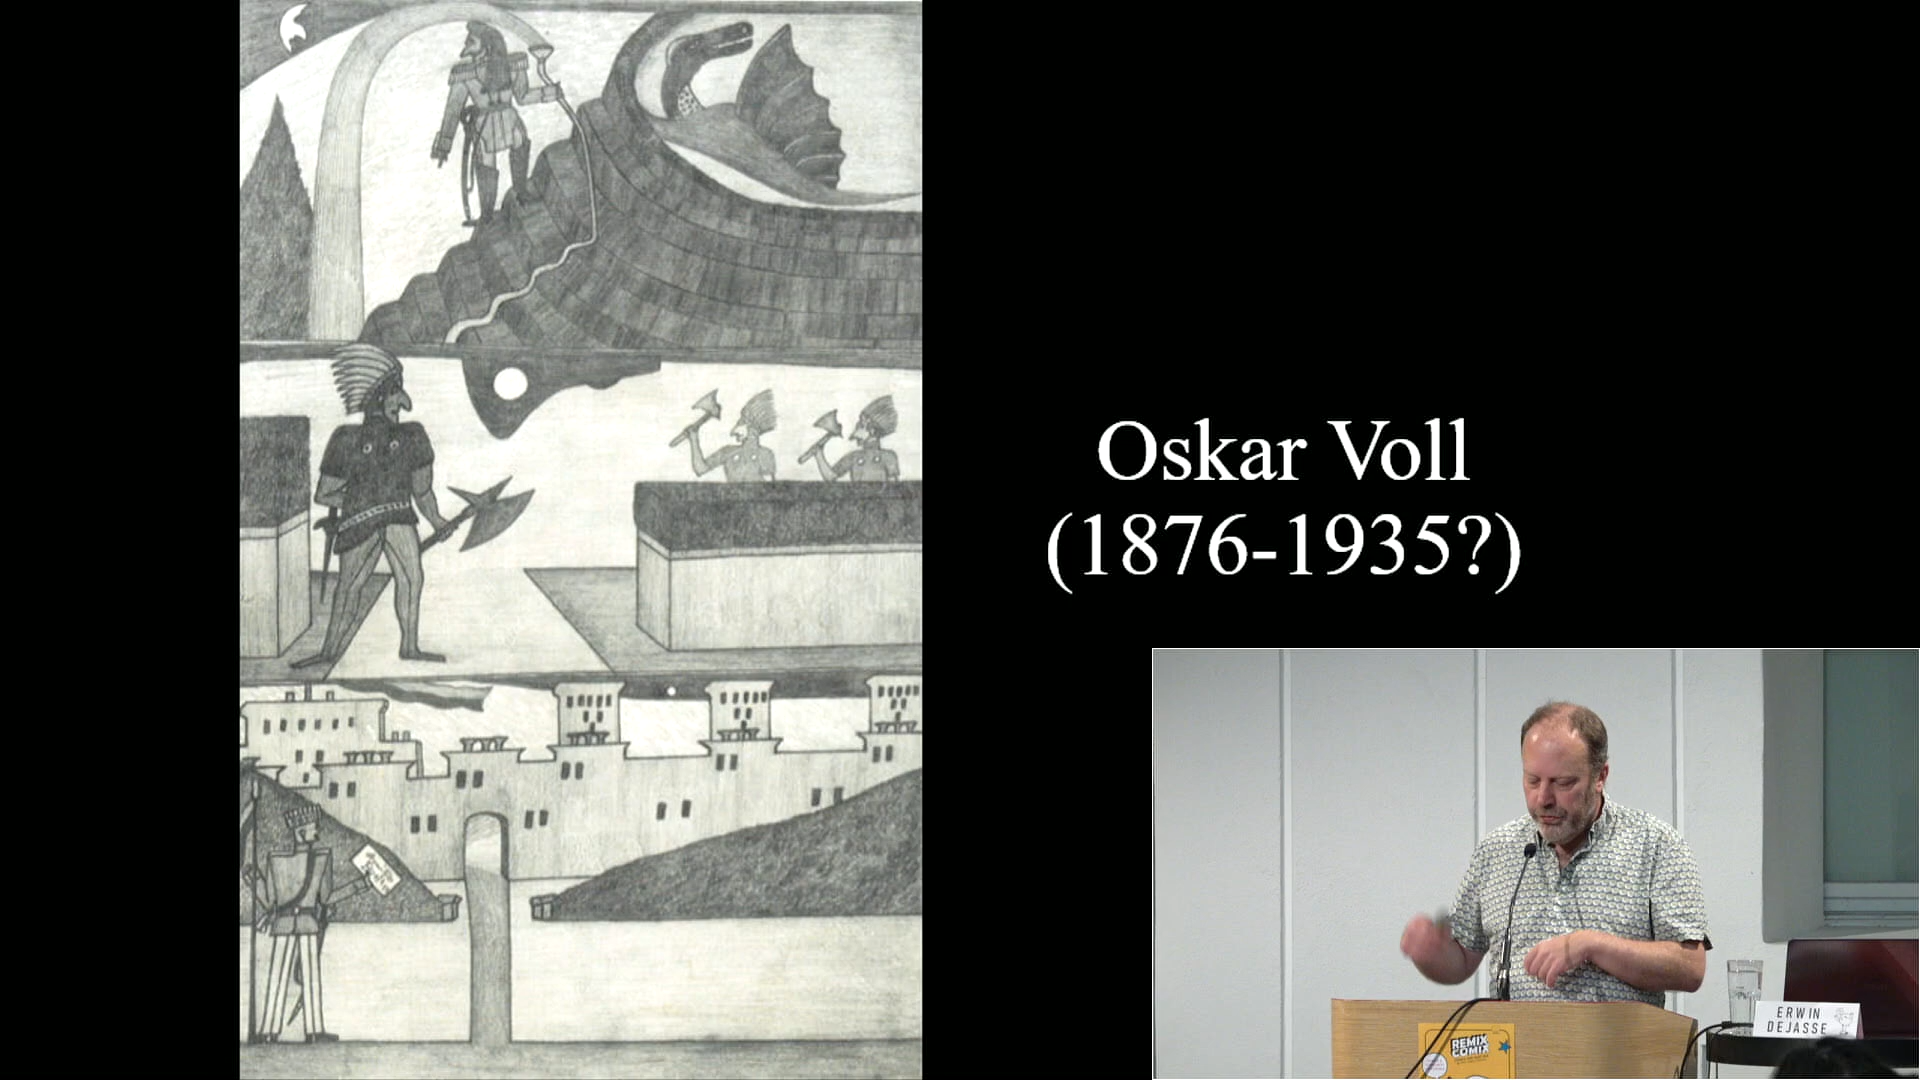 Oskar Voll
(1876-1935?)
ERWIN
DEJASSE
REMIX
COMIX